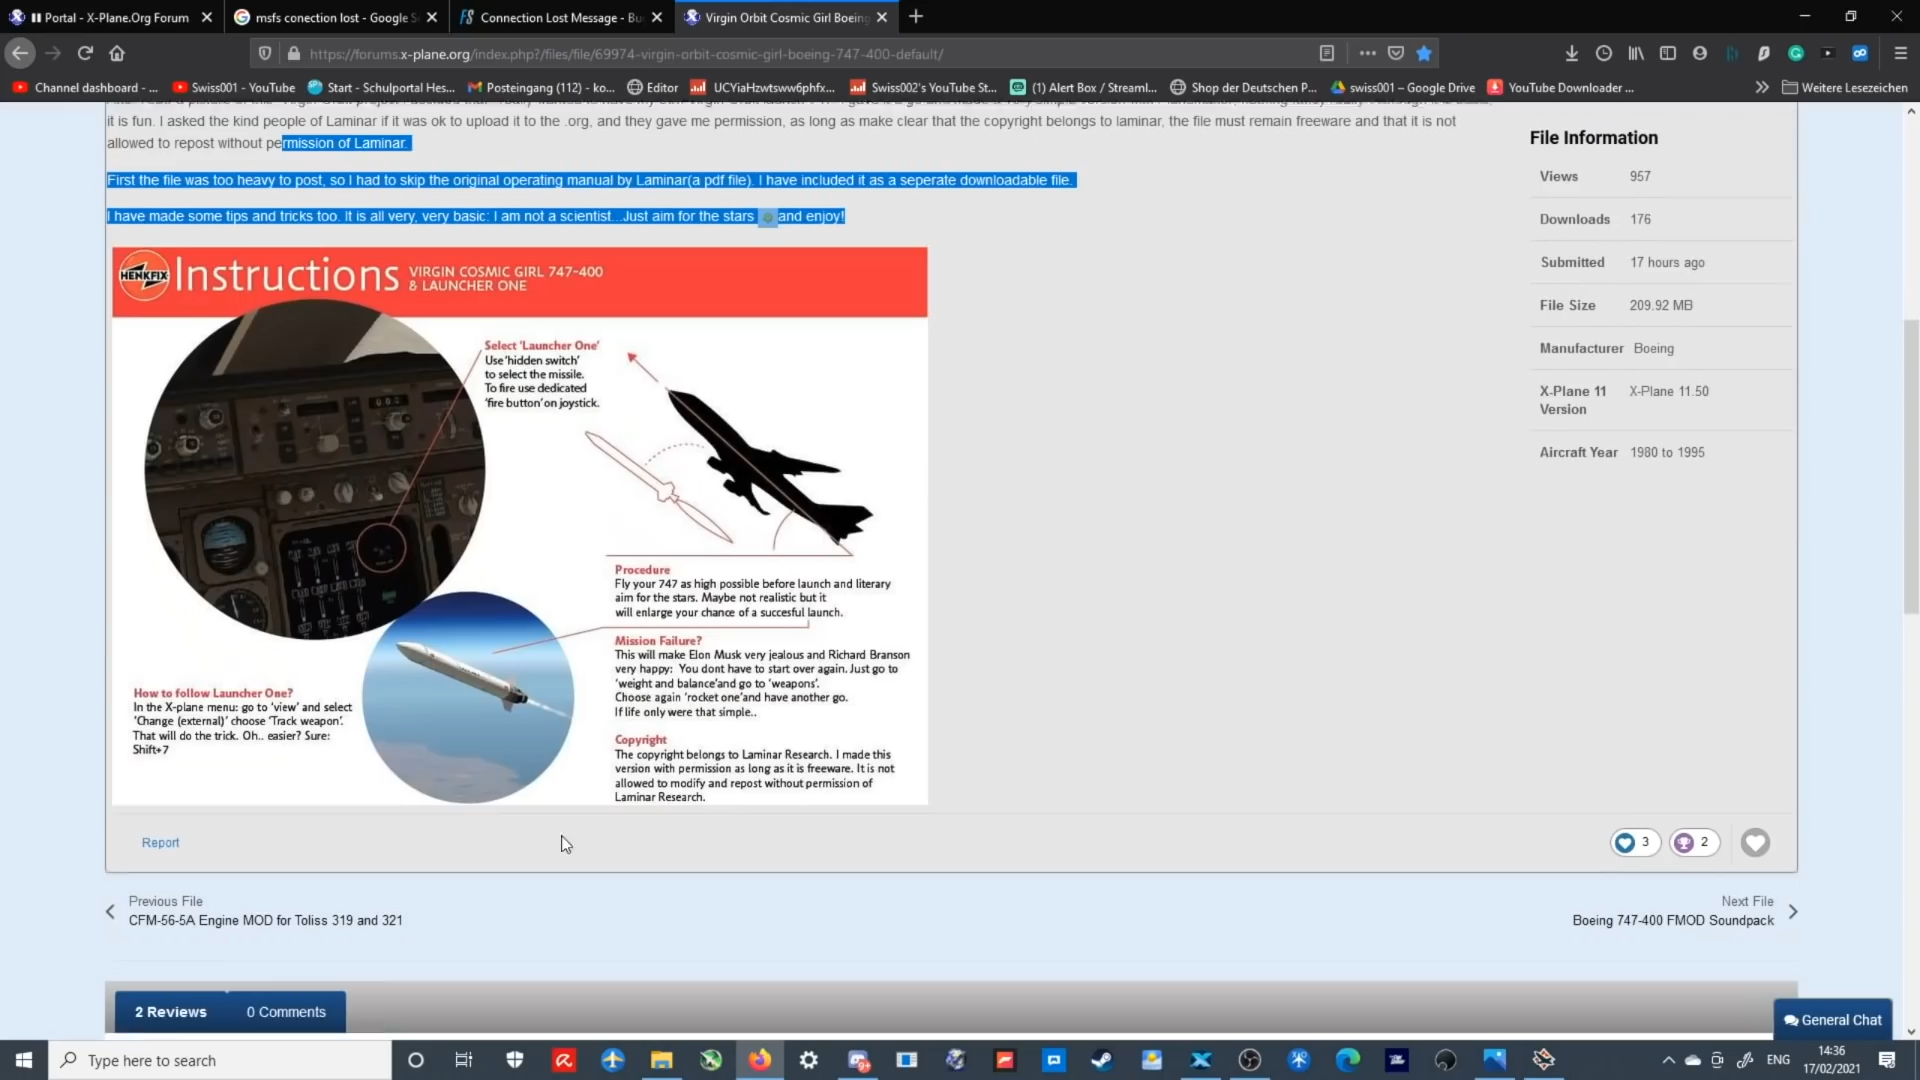 Portal - X-Plane.Org Forum
msfs conection lost - Google S
FS Connection Lost Message - Bu
Virgin Orbit Cosmic Girl Boeing
https://forums.x-plane.org/index.php?/files/file/69974-virgin-orbit-cosmic-girl-boeing-747-400-default/
Channel dashboard - ...
Swiss001 - YouTube
Start - Schulportal Hes...
Posteingang (112) - ko...
Editor
UCYiaHzwtsww6phfx...
Swiss002's YouTube St...
(1) Alert Box / Streaml...
Shop der Deutschen P...
swiss001 – Google Drive
YouTube Downloader ...
Weitere Lesezeichen
it is fun. I asked the kind people of Laminar if it was ok to upload it to the .org, and they gave me permission, as long as make clear that the copyright belongs to laminar, the file must remain freeware and that it is not
allowed to repost without permission of Laminar.
First the file was too heavy to post, so I had to skip the original operating manual by Laminar(a pdf file). I have included it as a seperate downloadable file.
I have made some tips and tricks too. It is all very, very basic: I am not a scientist...Just aim for the stars and enjoy!
HENKFIX
Instructions VIRGIN COSMIC GIRL 747-400
& LAUNCHER ONE
Select 'Launcher One'
Use 'hidden switch'
to select the missile.
To fire use dedicated
'fire button' on joystick.
Procedure
Fly your 747 as high possible before launch and literary
aim for the stars. Maybe not realistic but it
will enlarge your chance of a succesful launch.
Mission Failure?
This will make Elon Musk very jealous and Richard Branson
very happy: You dont have to start over again. Just go to
'weight and balance'and go to 'weapons'.
Choose again 'rocket one'and have another go.
If life only were that simple..
How to follow Launcher One?
In the X-plane menu: go to 'view' and select
'Change (external)' choose 'Track weapon'.
That will do the trick. Oh.. easier? Sure:
Shift+7
Copyright
The copyright belongs to Laminar Research. I made this
version with permission as long as it is freeware. It is not
allowed to modify and repost without permission of
Laminar Research.
File Information
Views 957
Downloads 176
Submitted 17 hours ago
File Size 209.92 MB
Manufacturer Boeing
X-Plane 11 Version X-Plane 11.50
Aircraft Year 1980 to 1995
Report
3
2
Previous File
CFM-56-5A Engine MOD for Toliss 319 and 321
Next File
Boeing 747-400 FMOD Soundpack
2 Reviews
0 Comments
General Chat
Type here to search
ENG
14:36
17/02/2021